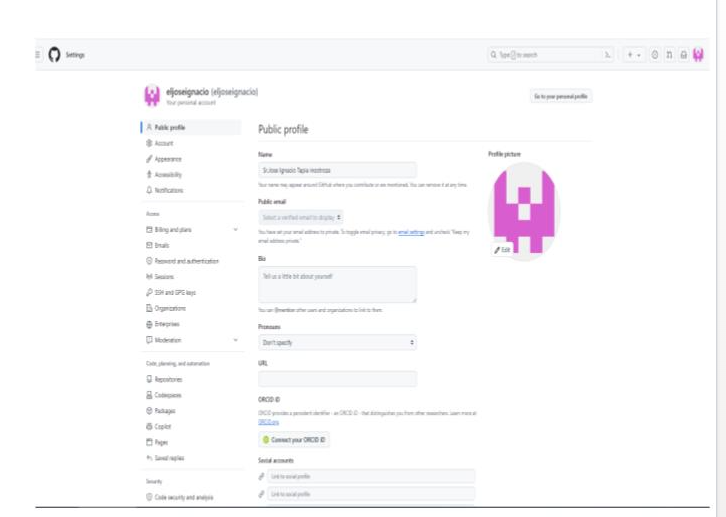 Settings
Type / to search
eljoseignacio (eljoseignacio)
Your personal account
Go to your personal profile
Public profile
Account
Appearance
Accessibility
Notifications
Access
Billing and plans
Emails
Password and authentication
Sessions
SSH and GPG keys
Organizations
Enterprises
Moderation
Code, planning, and automation
Repositories
Codespaces
Packages
Copilot
Pages
Saved replies
Security
Code security and analysis
Public profile
Name
Sr.Jose Ignacio Tapia
Your name may appear around GitHub where you contribute or are mentioned. You can remove it at any time.
Public email
Select a verified email to display
You have set your email address to private. To toggle email privacy, go to email settings and uncheck "Keep my
email address private."
Bio
Tell us a little bit about yourself
You can @mention other users and organizations to link to them.
Pronouns
Don't specify
URL
ORCID iD
ORCID provides a persistent identifier - an ORCID iD - that distinguishes you from other researchers. Learn more at
ORCID.org.
Connect your ORCID iD
Social accounts
Link to social profile
Link to social profile
Profile picture
Edit